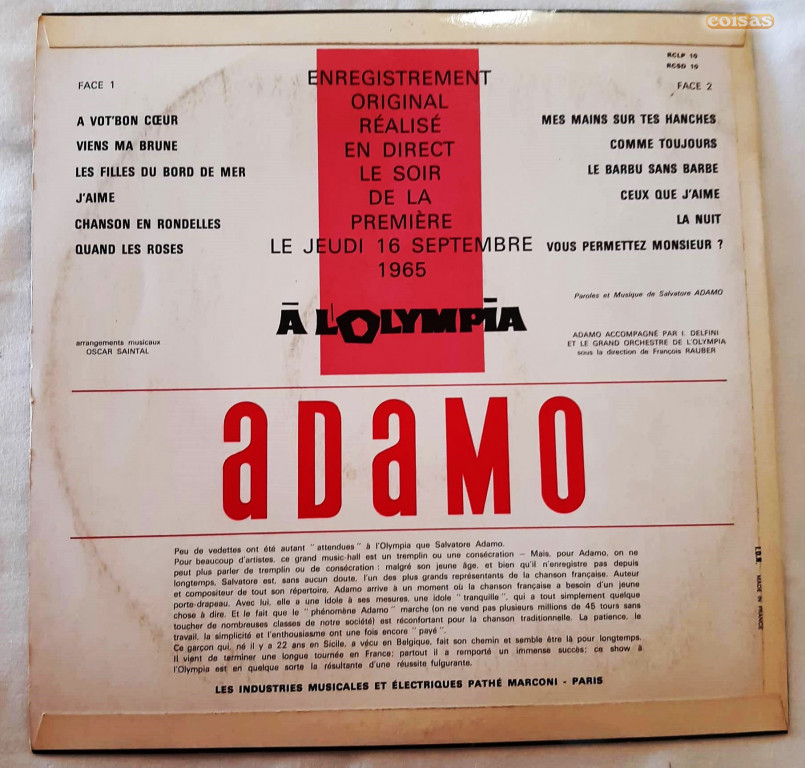 coisas
RCLP 10
RCSD 10
FACE 1
A VOT'BON CŒUR
VIENS MA BRUNE
LES FILLES DU BORD DE MER
J'AIME
CHANSON EN RONDELLES
QUAND LES ROSES
ENREGISTREMENT
ORIGINAL
RÉALISÉ
EN DIRECT
LE SOIR
DE LA
PREMIÈRE
LE JEUDI 16 SEPTEMBRE
1965
À L'OLYMPIA
FACE 2
MES MAINS SUR TES HANCHES
COMME TOUJOURS
LE BARBU SANS BARBE
CEUX QUE J'AIME
LA NUIT
VOUS PERMETTEZ MONSIEUR ?
Paroles et Musique de Salvatore ADAMO
arrangements musicaux
OSCAR SAINTAL
ADAMO ACCOMPAGNÉ PAR I. DELFINI
ET LE GRAND ORCHESTRE DE L'OLYMPIA
sous la direction de François RAUBER
aDaMO
Peu de vedettes ont été autant "attendues" à l'Olympia que Salvatore Adamo.
Pour beaucoup d'artistes, ce grand music-hall est un tremplin ou une consécration – Mais, pour Adamo, on ne
peut plus parler de tremplin ou de consécration : malgré son jeune âge, et bien qu'il n'enregistre pas depuis
longtemps, Salvatore est, sans aucun doute, l'un des plus grands représentants de la chanson française. Auteur
et compositeur de tout son répertoire, Adamo arrive à un moment où la chanson française a besoin d'un jeune
porte-drapeau. Avec lui, elle a une idole à ses mesures, une idole "tranquille", qui a tout simplement quelque
chose à dire. Et le fait que le "phénomène Adamo" marche (on ne vend pas plusieurs millions de 45 tours sans
toucher de nombreuses classes de notre société) est réconfortant pour la chanson traditionnelle. La patience, le
travail, la simplicité et l'enthousiasme ont une fois encore "payé".
Ce garçon qui, né il y a 22 ans en Sicile, a vécu en Belgique, fait son chemin et semble être là pour longtemps.
Il vient de terminer une longue tournée en France; partout il a remporté un immense succès; ce show à
l'Olympia est en quelque sorte la résultante d'une réussite fulgurante.
LES INDUSTRIES MUSICALES ET ÉLECTRIQUES PATHÉ MARCONI - PARIS
MADE IN FRANCE